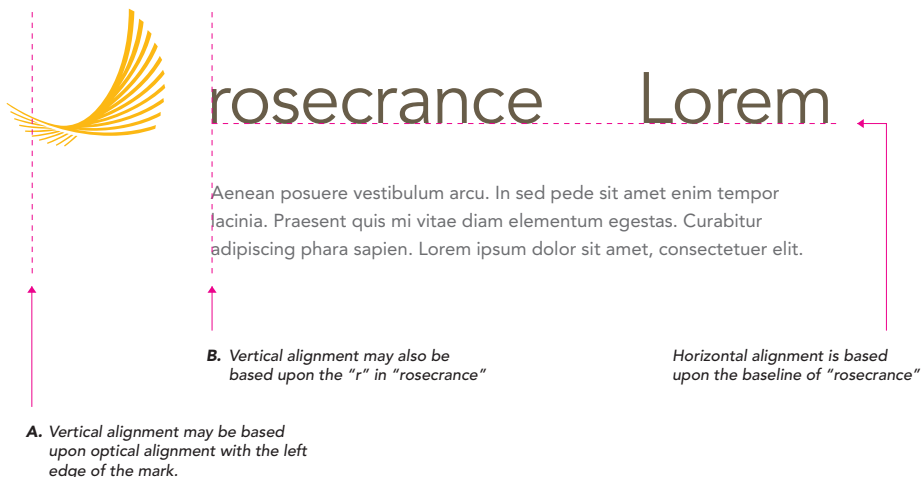 rosecrance Lorem
Aenean posuere vestibulum arcu. In sed pede sit amet enim tempor
lacinia. Praesent quis mi vitae diam elementum egestas. Curabitur
adipiscing phara sapien. Lorem ipsum dolor sit amet, consectetuer elit.
B. Vertical alignment may also be
based upon the “r” in “rosecrance”
Horizontal alignment is based
upon the baseline of “rosecrance”
A. Vertical alignment may be based
upon optical alignment with the left
edge of the mark.